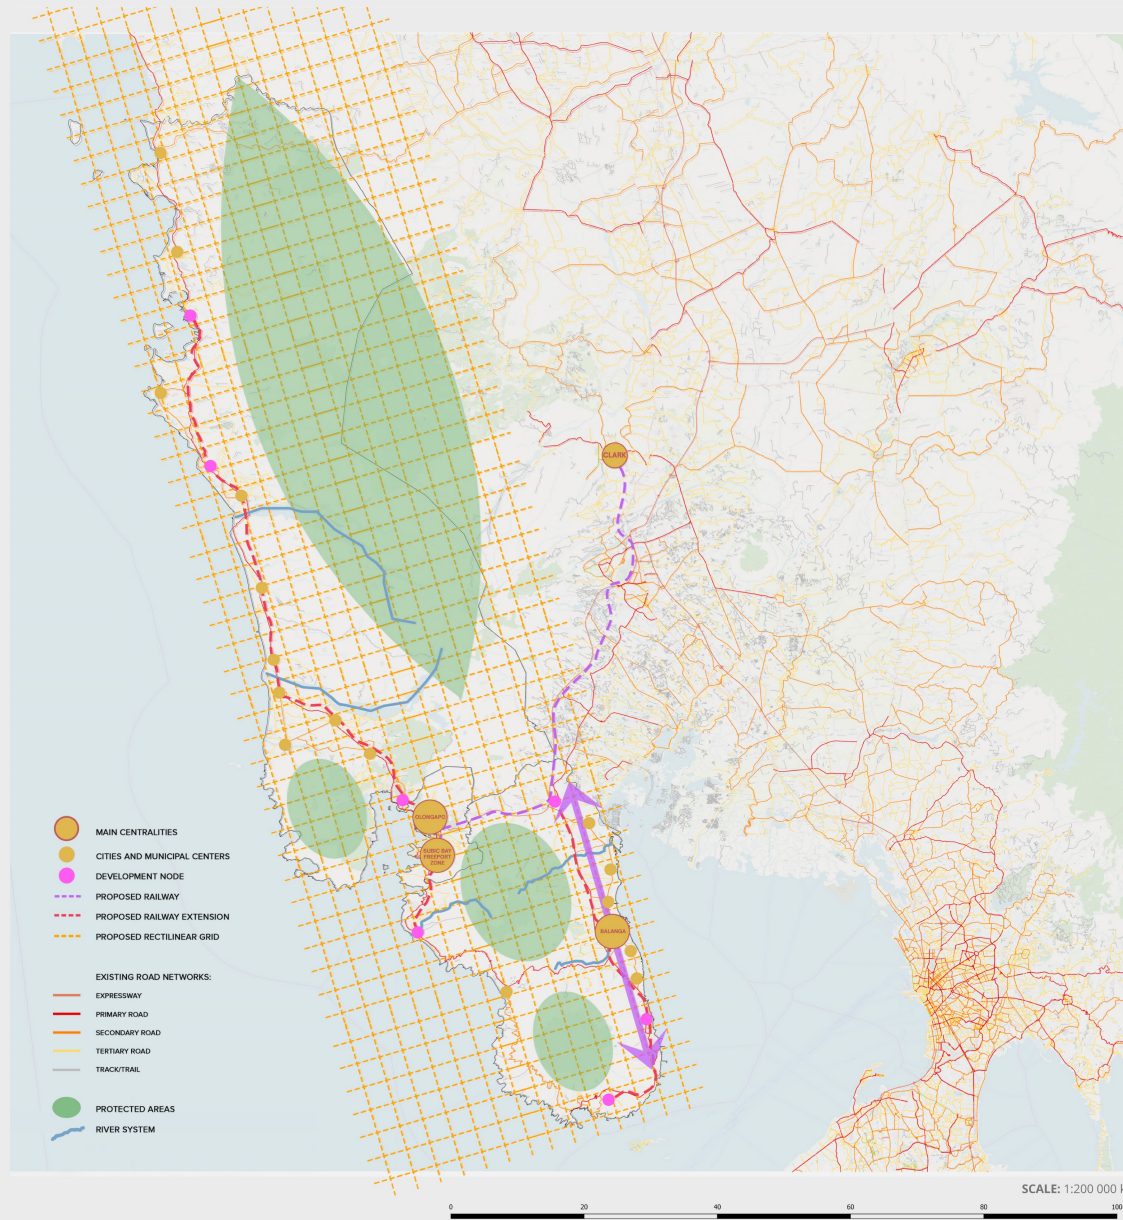 CLARK
OLONGAPO
SUBIC BAY
FREEPORT
ZONE
BALANGA
MAIN CENTRALITIES
CITIES AND MUNICIPAL CENTERS
DEVELOPMENT NODE
PROPOSED RAILWAY
PROPOSED RAILWAY EXTENSION
PROPOSED RECTILINEAR GRID
EXISTING ROAD NETWORKS:
EXPRESSWAY
PRIMARY ROAD
SECONDARY ROAD
TERTIARY ROAD
TRACK/TRAIL
PROTECTED AREAS
RIVER SYSTEM
SCALE: 1:200 000 k
0 20 40 60 80 100